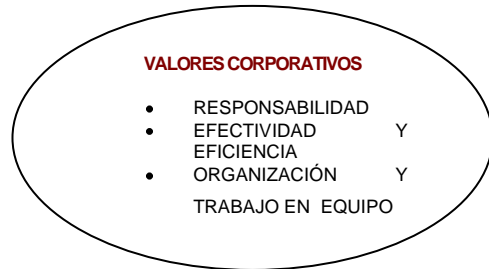 VALORES CORPORATIVOS
• RESPONSABILIDAD
• EFECTIVIDAD Y
EFICIENCIA
• ORGANIZACIÓN Y
TRABAJO EN EQUIPO